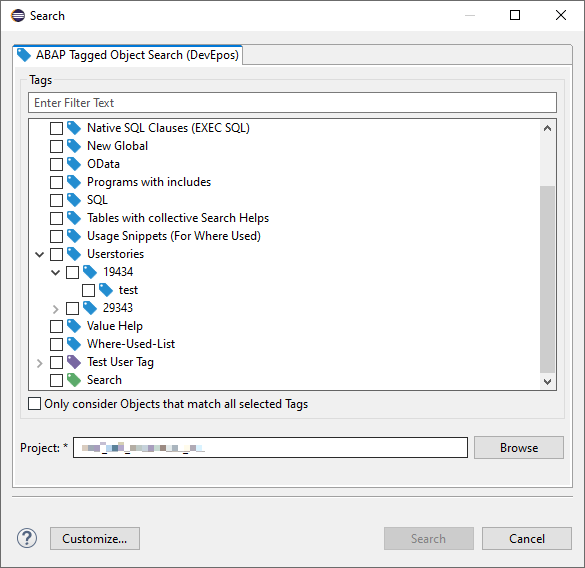 Search
ABAP Tagged Object Search (DevEpos)
Tags
Enter Filter Text
Native SQL Clauses (EXEC SQL)
New Global
OData
Programs with includes
SQL
Tables with collective Search Helps
Usage Snippets (For Where Used)
Userstories
19434
test
29343
Value Help
Where-Used-List
Test User Tag
Search
Only consider Objects that match all selected Tags
Project: *
Browse
?
Customize...
Search
Cancel